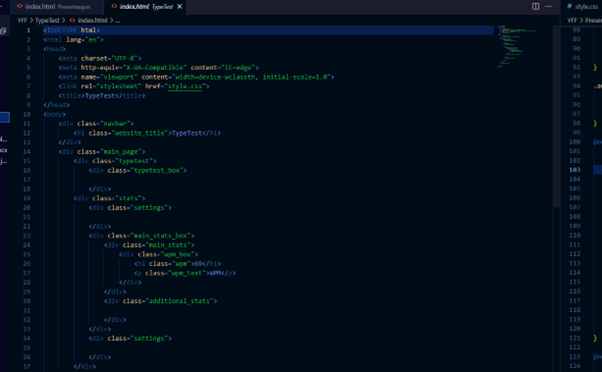 index.html Presentasjon
index.html TypeTest
style.css
YFF > TypeTest > index.html > ...
YFF > Presen
1 <!DOCTYPE html>
2 <html lang="en">
3 <head>
4 <meta charset="UTF-8">
5 <meta http-equiv="X-UA-Compatible" content="IE=edge">
6 <meta name="viewport" content="width=device-wclassth, initial-scale=1.0">
7 <link rel="stylesheet" href="style.css">
8 <title>TypeTest</title>
9 </head>
10 <body>
11 <div class="navbar">
12 <h1 class="website_title">TypeTest</h1>
13 </div>
14 <div class="main_page">
15 <div class="typetest">
16 <div class="typetest_box">
17
18 </div>
19 <div class="stats">
20 <div class="settings">
21
22 </div>
23 <div class="main_stats_box">
24 <div class="main_stats">
25 <div class="wpm_box">
26 <h1 class="wpm">69</h1>
27 <p class="wpm_text">WPM</p>
28 </div>
29 </div>
30 <div class="additional_stats">
31
32 </div>
33 </div>
34 <div class="settings">
35
36 </div>
37 </div>
88
89
90
91
92 }
93
94 .au
95
96
97
98 }
99
100 @m
101
102
103
104
105
106
107
108
109
110
111
112
113
114
115
116
117
118
119
120
121 }
122
123 @m
124